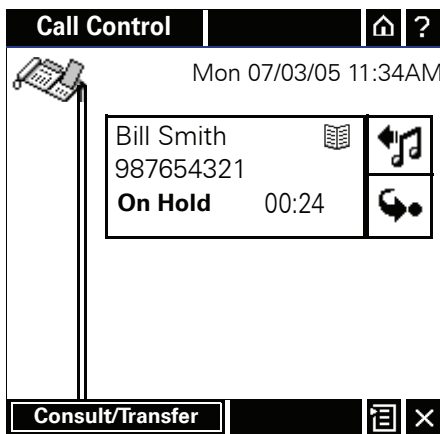 Call Control ?
Mon 07/03/05 11:34AM
Bill Smith
987654321
On Hold 00:24
Consult/Transfer